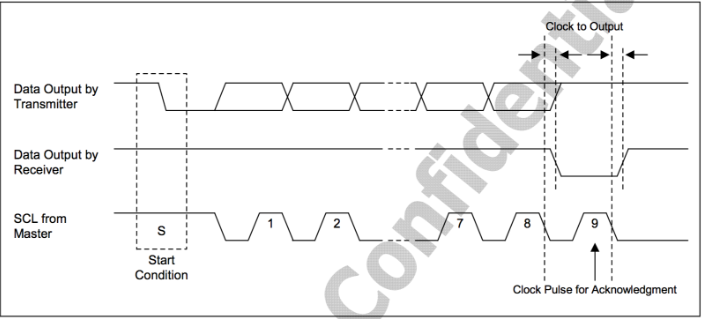 Clock to Output
Data Output by
Transmitter
Data Output by
Receiver
SCL from
Master
S
1
2
7
8
9
Start
Condition
Clock Pulse for Acknowledgment
Confidential